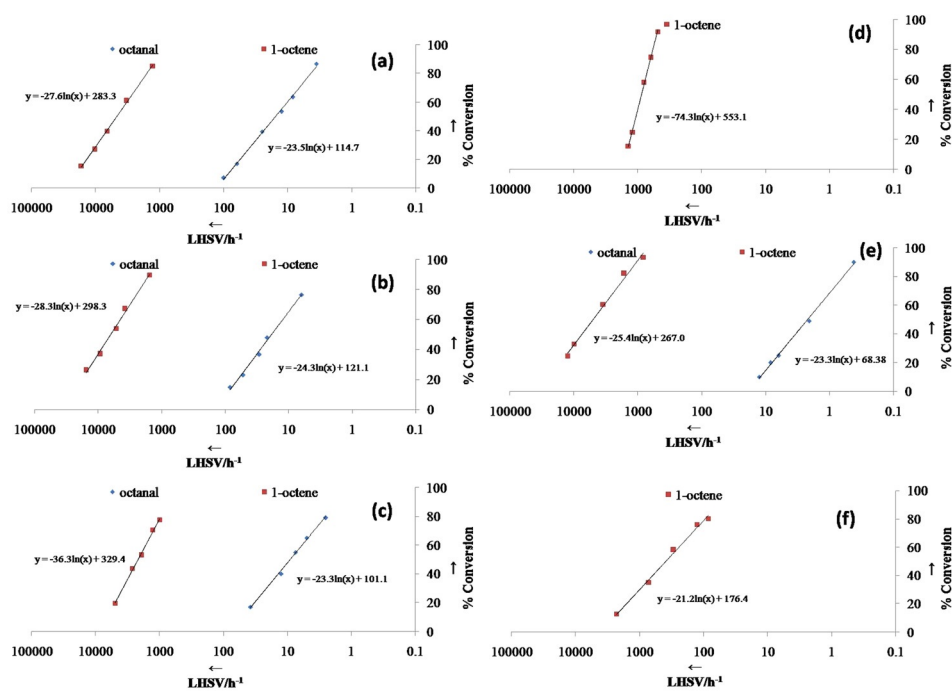 octanal 1-octene
(a)
y = -27.6ln(x) + 283.3
y = -23.5ln(x) + 114.7
100
80
60
40
20
0
% Conversion →
100000 10000 1000 100 10 1 0.1
←
LHSV/h-1
octanal 1-octene
(b)
y = -28.3ln(x) + 298.3
y = -24.3ln(x) + 121.1
100
80
60
40
20
0
% Conversion →
100000 10000 1000 100 10 1 0.1
←
LHSV/h-1
octanal 1-octene
(c)
y = -36.3ln(x) + 329.4
y = -23.3ln(x) + 101.1
100
80
60
40
20
0
% Conversion →
100000 10000 1000 100 10 1 0.1
←
LHSV/h-1
1-octene
(d)
y = -74.3ln(x) + 553.1
100
80
60
40
20
0
% Conversion →
100000 10000 1000 100 10 1 0.1
←
LHSV/h-1
octanal 1-octene
(e)
y = -25.4ln(x) + 267.0
y = -23.3ln(x) + 68.38
100
80
60
40
20
0
% Conversion →
100000 10000 1000 100 10 1 0.1
←
LHSV/h-1
1-octene
(f)
y = -21.2ln(x) + 176.4
100
80
60
40
20
0
% Conversion →
100000 10000 1000 100 10 1 0.1
←
LHSV/h-1